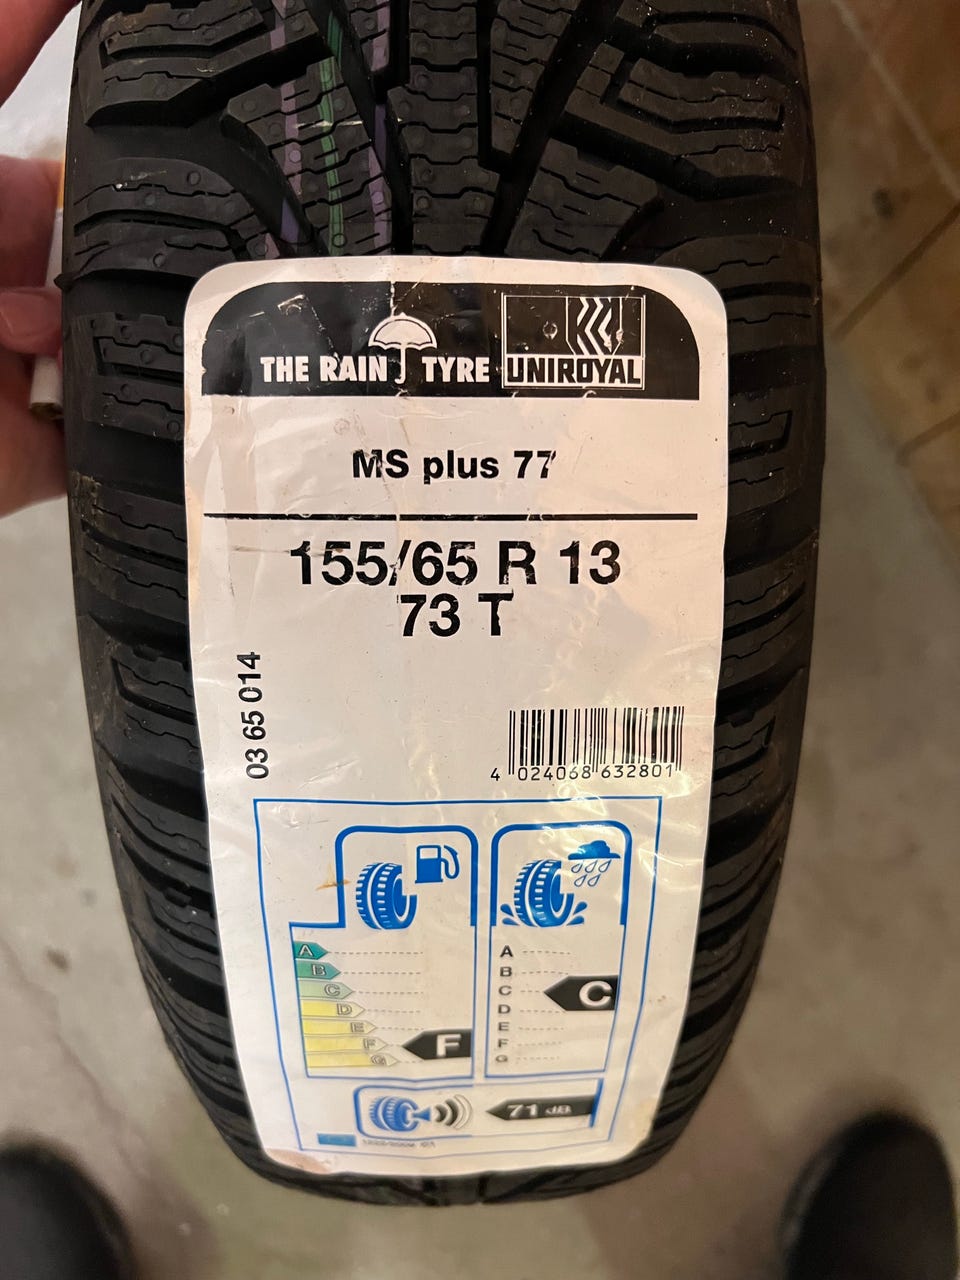 THE RAIN TYRE UNIROYAL
MS plus 77
155/65 R 13
73 T
03 65 014
4 024068 632801
A
B
C
D
E
F
G
F
A
B
C
D
E
F
G
C
71 dB